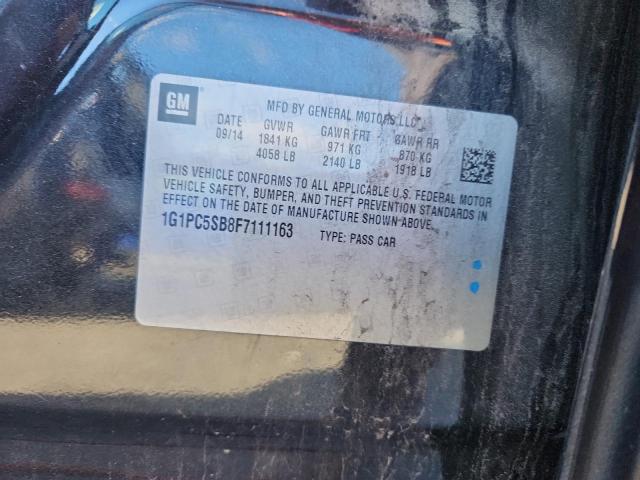 GM
MFD BY GENERAL MOTORS LLC
DATE GVWR GAWR FRT GAWR RR
09/14 1841 KG 971 KG 870 KG
4058 LB 2140 LB 1918 LB
THIS VEHICLE CONFORMS TO ALL APPLICABLE U.S. FEDERAL MOTOR
VEHICLE SAFETY, BUMPER, AND THEFT PREVENTION STANDARDS IN
EFFECT ON THE DATE OF MANUFACTURE SHOWN ABOVE.
1G1PC5SB8F7111163 TYPE: PASS CAR